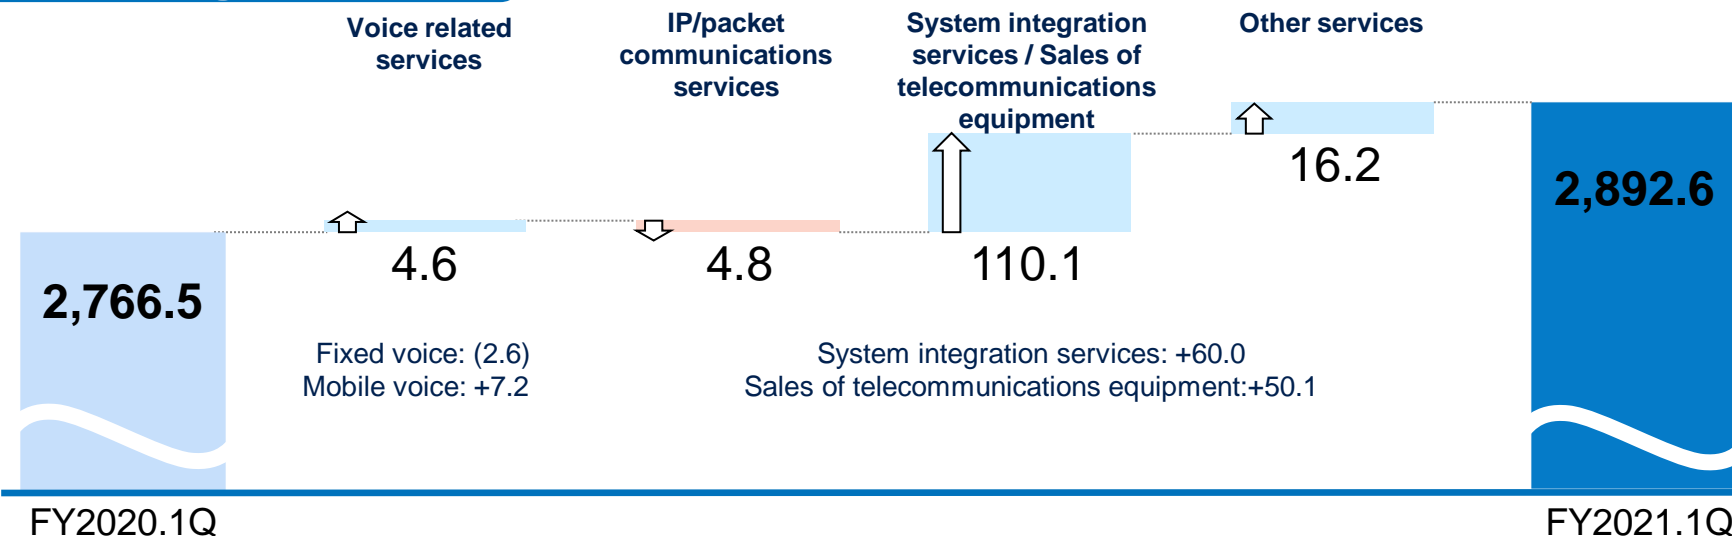 Voice related
services
IP/packet
communications
services
System integration
services / Sales of
telecommunications
equipment
Other services
2,766.5
4.6
4.8
110.1
16.2
2,892.6
Fixed voice: (2.6)
Mobile voice: +7.2
System integration services: +60.0
Sales of telecommunications equipment:+50.1
FY2020.1Q
FY2021.1Q